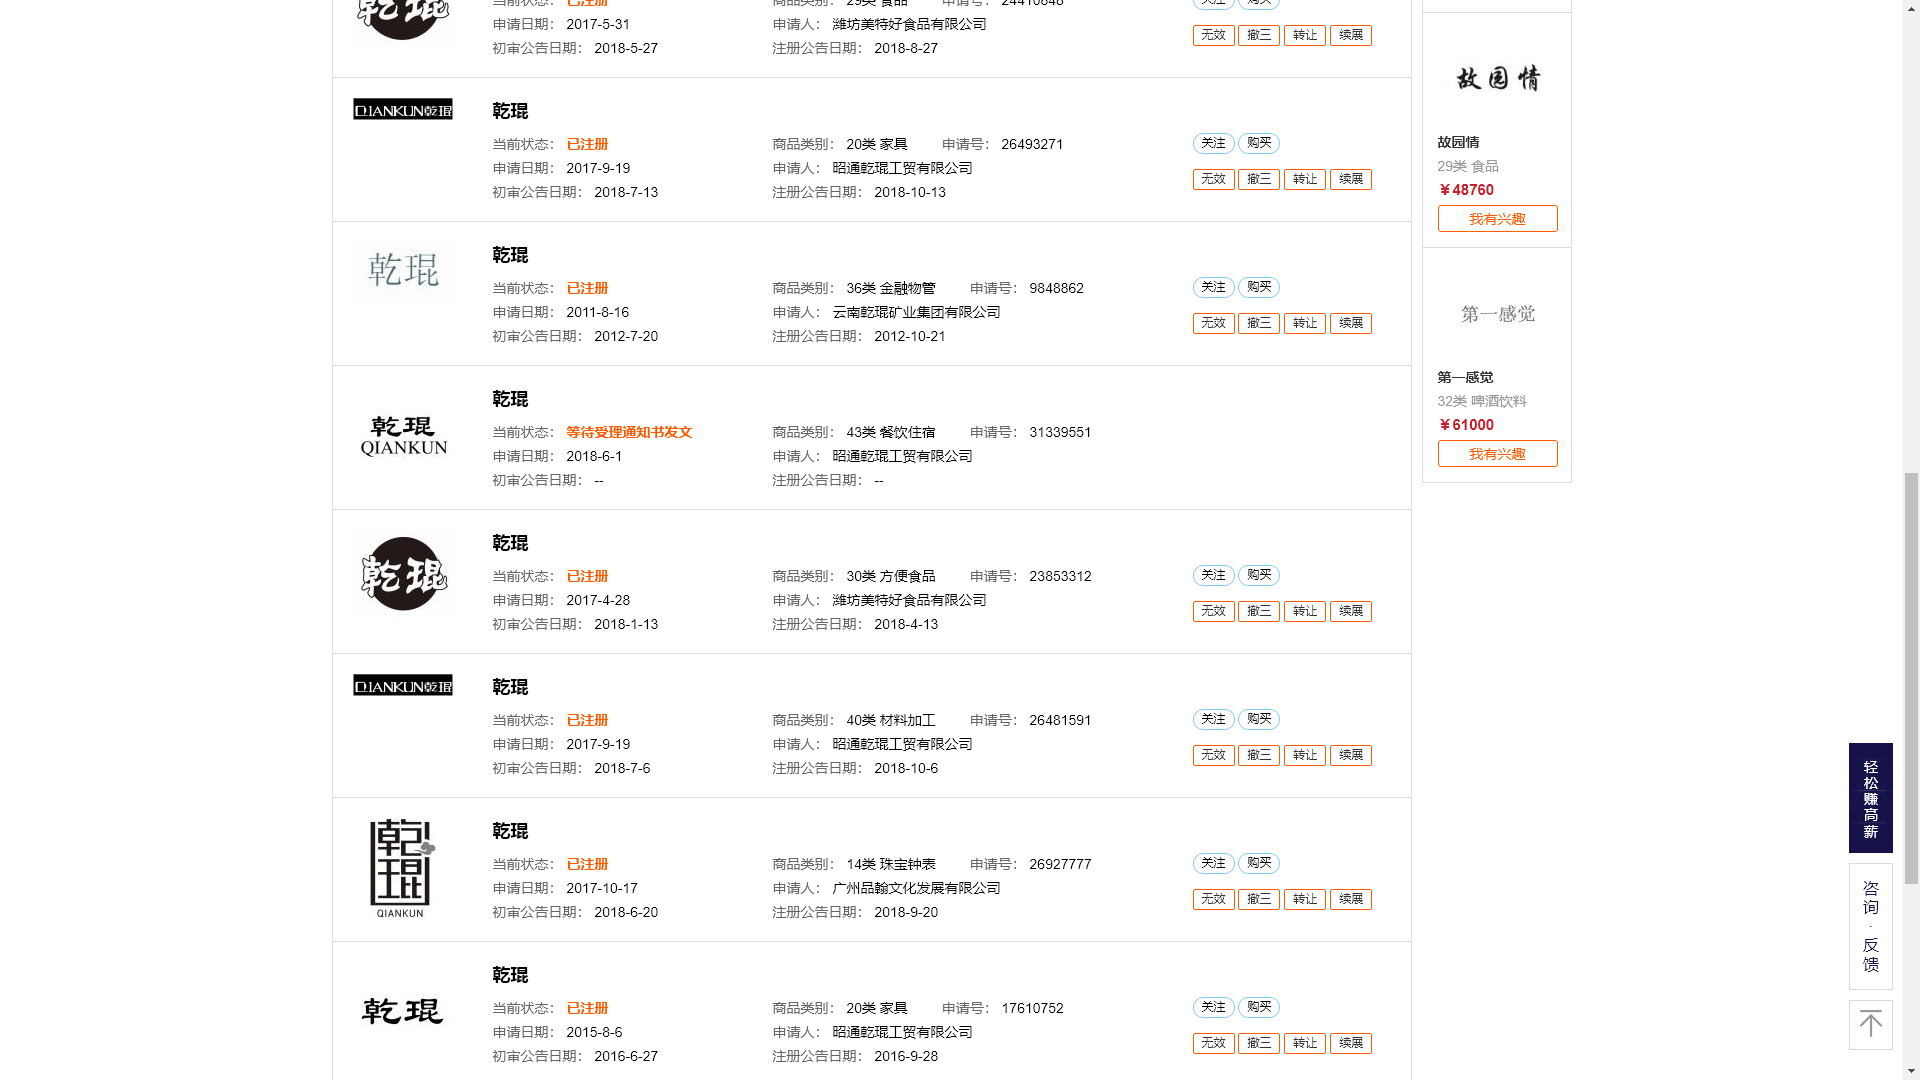 乾琨
当前状态： 已注册 商品类别： 29类 食品 申请号： 24410848 关注 购买
申请日期： 2017-5-31 申请人： 潍坊美特好食品有限公司 无效 撤三 转让 续展
初审公告日期： 2018-5-27 注册公告日期： 2018-8-27
QIANKUN乾琨
乾琨
当前状态： 已注册 商品类别： 20类 家具 申请号： 26493271 关注 购买
申请日期： 2017-9-19 申请人： 昭通乾琨工贸有限公司 无效 撤三 转让 续展
初审公告日期： 2018-7-13 注册公告日期： 2018-10-13
乾琨
乾琨
当前状态： 已注册 商品类别： 36类 金融物管 申请号： 9848862 关注 购买
申请日期： 2011-8-16 申请人： 云南乾琨矿业集团有限公司 无效 撤三 转让 续展
初审公告日期： 2012-7-20 注册公告日期： 2012-10-21
乾琨
QIANKUN
乾琨
当前状态： 等待受理通知书发文 商品类别： 43类 餐饮住宿 申请号： 31339551
申请日期： 2018-6-1 申请人： 昭通乾琨工贸有限公司
初审公告日期： -- 注册公告日期： --
乾琨
乾琨
当前状态： 已注册 商品类别： 30类 方便食品 申请号： 23853312 关注 购买
申请日期： 2017-4-28 申请人： 潍坊美特好食品有限公司 无效 撤三 转让 续展
初审公告日期： 2018-1-13 注册公告日期： 2018-4-13
QIANKUN乾琨
乾琨
当前状态： 已注册 商品类别： 40类 材料加工 申请号： 26481591 关注 购买
申请日期： 2017-9-19 申请人： 昭通乾琨工贸有限公司 无效 撤三 转让 续展
初审公告日期： 2018-7-6 注册公告日期： 2018-10-6
乾琨
QIANKUN
乾琨
当前状态： 已注册 商品类别： 14类 珠宝钟表 申请号： 26927777 关注 购买
申请日期： 2017-10-17 申请人： 广州品翰文化发展有限公司 无效 撤三 转让 续展
初审公告日期： 2018-6-20 注册公告日期： 2018-9-20
乾琨
乾琨
当前状态： 已注册 商品类别： 20类 家具 申请号： 17610752 关注 购买
申请日期： 2015-8-6 申请人： 昭通乾琨工贸有限公司 无效 撤三 转让 续展
初审公告日期： 2016-6-27 注册公告日期： 2016-9-28
故园情
故园情
29类 食品
￥48760
我有兴趣
第一感觉
第一感觉
32类 啤酒饮料
￥61000
我有兴趣
轻松赚高薪
咨询·反馈